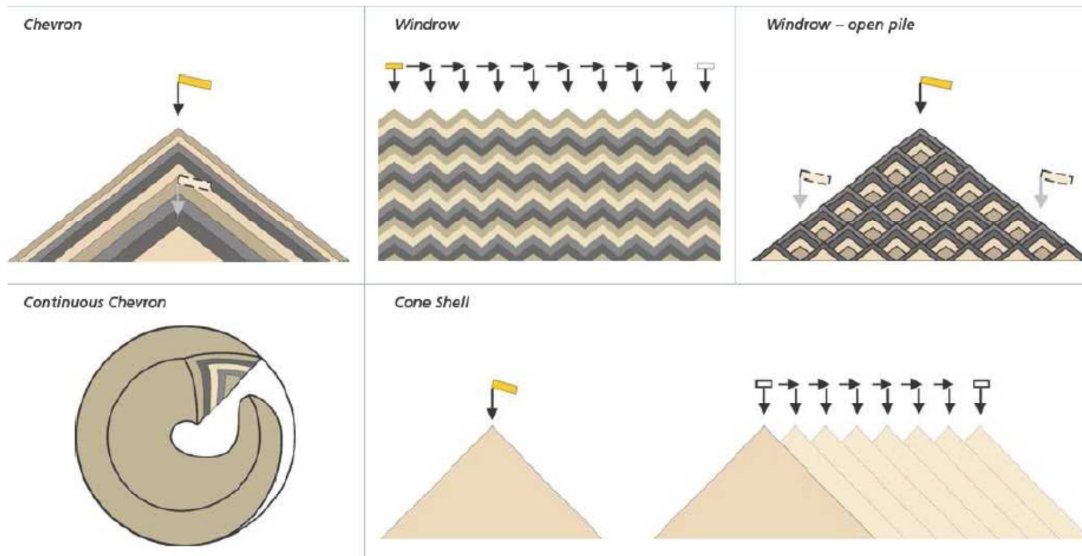 Chevron
Windrow
Windrow – open pile
Continuous Chevron
Cone Shell